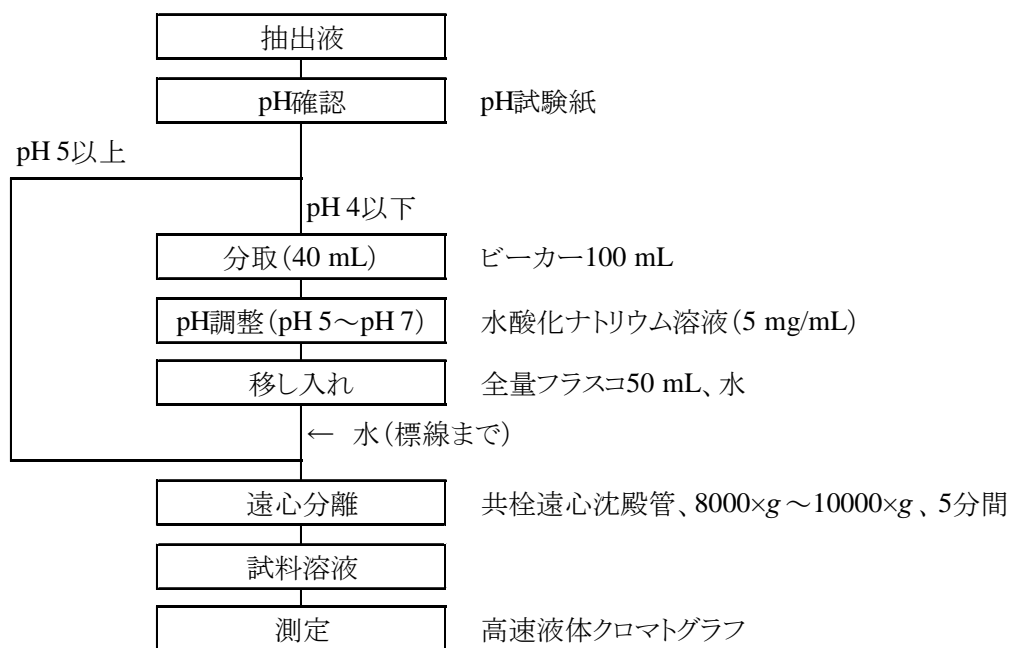 抽出液
pH確認 pH試験紙
pH 5以上
pH 4以下
分取(40 mL) ビーカー100 mL
pH調整(pH 5~pH 7) 水酸化ナトリウム溶液(5 mg/mL)
移し入れ 全量フラスコ50 mL、水
← 水(標線まで)
遠心分離 共栓遠心沈殿管、8000×g~10000×g、5分間
試料溶液
測定 高速液体クロマトグラフ